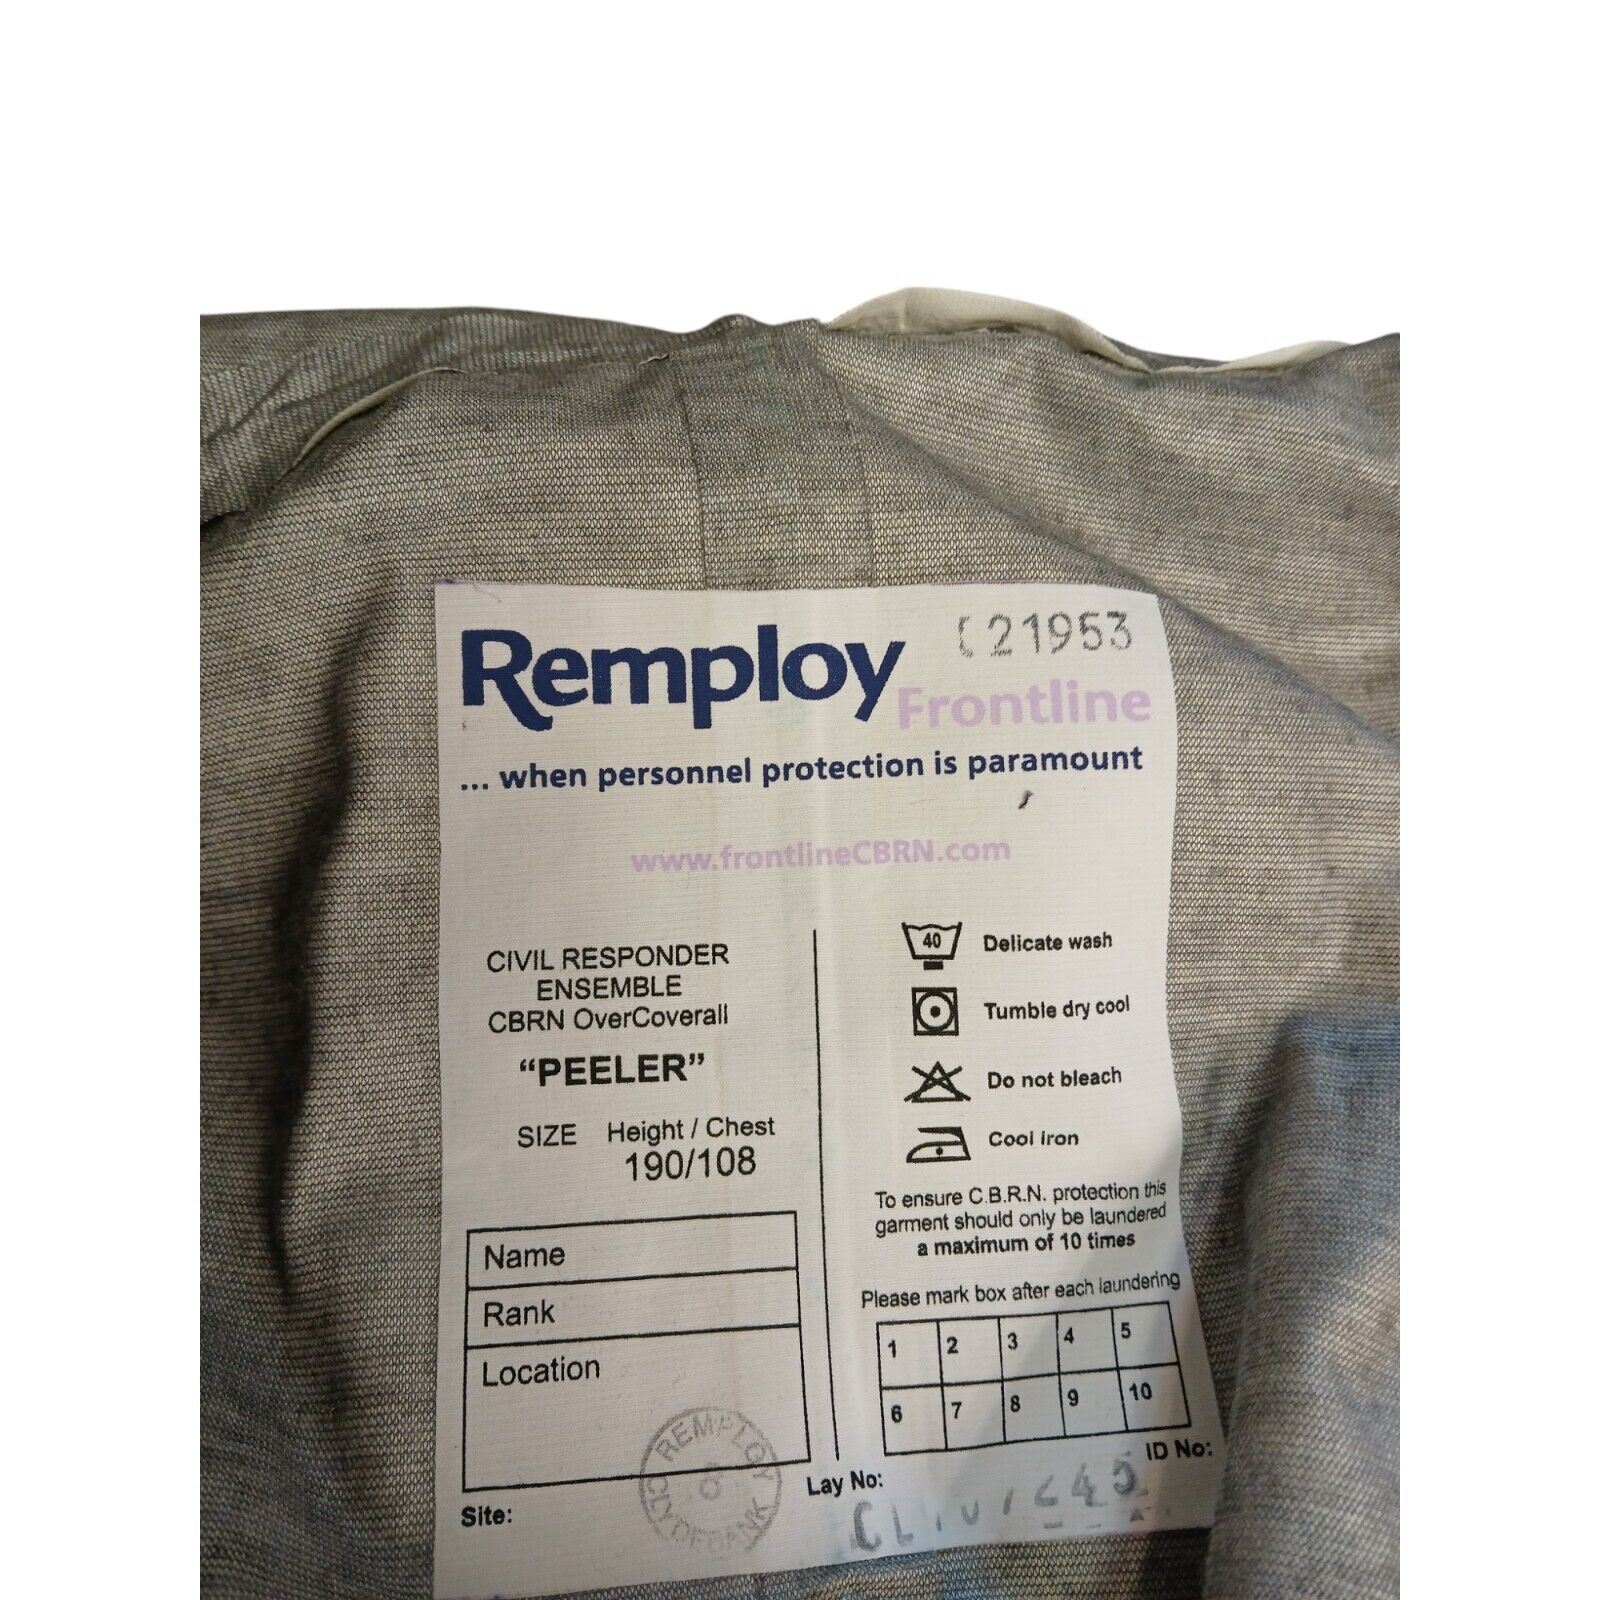 Remploy
21953
Frontline
... when personnel protection is paramount
www.frontlineCBRN.com
CIVIL RESPONDER
ENSEMBLE
CBRN OverCoverall
“PEELER”
SIZE Height / Chest
190/108
Name
Rank
Location
Site:
REMPLOY
CLYDEBANK
40 Delicate wash
Tumble dry cool
Do not bleach
Cool iron
To ensure C.B.R.N. protection this
garment should only be laundered
a maximum of 10 times
Please mark box after each laundering
1 2 3 4 5
6 7 8 9 10
Lay No:
ID No: